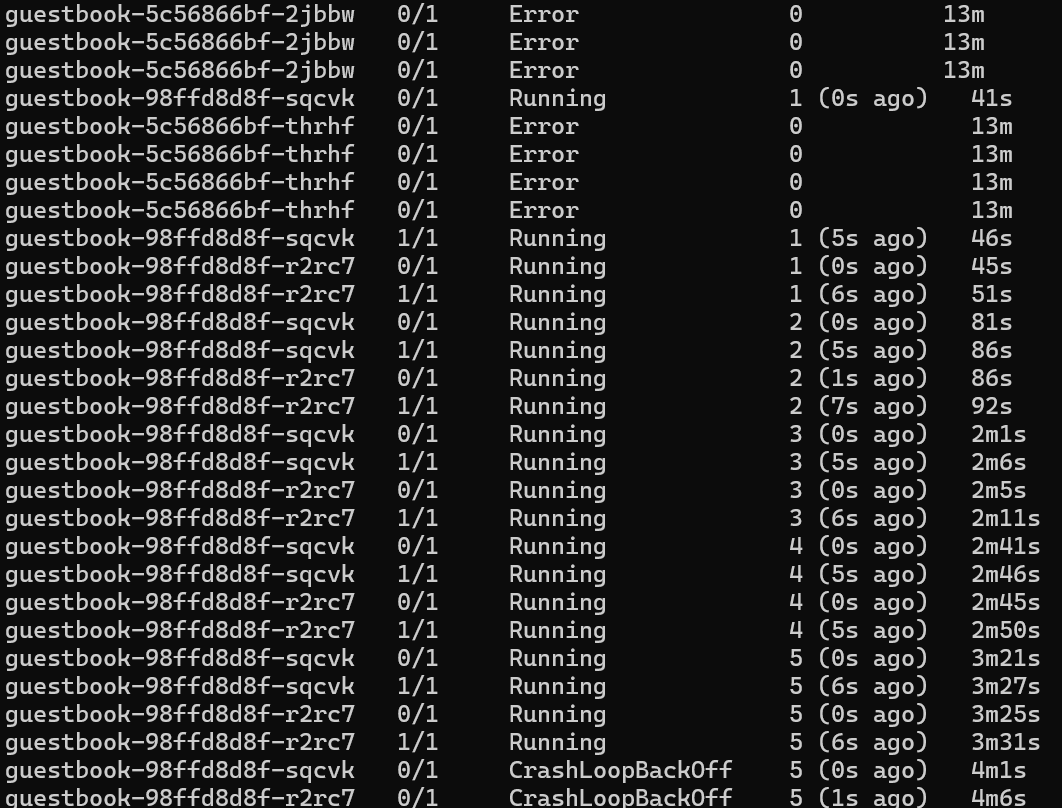 guestbook-5c56866bf-2jbbw   0/1     Error              0          13m
guestbook-5c56866bf-2jbbw   0/1     Error              0          13m
guestbook-5c56866bf-2jbbw   0/1     Error              0          13m
guestbook-98ffd8d8f-sqcvk   0/1     Running             1 (0s ago)   41s
guestbook-5c56866bf-thrhf   0/1     Error               0            13m
guestbook-5c56866bf-thrhf   0/1     Error               0            13m
guestbook-5c56866bf-thrhf   0/1     Error               0            13m
guestbook-5c56866bf-thrhf   0/1     Error               0            13m
guestbook-98ffd8d8f-sqcvk   1/1     Running             1 (5s ago)   46s
guestbook-98ffd8d8f-r2rc7   0/1     Running             1 (0s ago)   45s
guestbook-98ffd8d8f-r2rc7   1/1     Running             1 (6s ago)   51s
guestbook-98ffd8d8f-sqcvk   0/1     Running             2 (0s ago)   81s
guestbook-98ffd8d8f-sqcvk   1/1     Running             2 (5s ago)   86s
guestbook-98ffd8d8f-r2rc7   0/1     Running             2 (1s ago)   86s
guestbook-98ffd8d8f-r2rc7   1/1     Running             2 (7s ago)   92s
guestbook-98ffd8d8f-sqcvk   0/1     Running             3 (0s ago)   2m1s
guestbook-98ffd8d8f-sqcvk   1/1     Running             3 (5s ago)   2m6s
guestbook-98ffd8d8f-r2rc7   0/1     Running             3 (0s ago)   2m5s
guestbook-98ffd8d8f-r2rc7   1/1     Running             3 (6s ago)   2m11s
guestbook-98ffd8d8f-sqcvk   0/1     Running             4 (0s ago)   2m41s
guestbook-98ffd8d8f-sqcvk   1/1     Running             4 (5s ago)   2m46s
guestbook-98ffd8d8f-r2rc7   0/1     Running             4 (0s ago)   2m45s
guestbook-98ffd8d8f-r2rc7   1/1     Running             4 (5s ago)   2m50s
guestbook-98ffd8d8f-sqcvk   0/1     Running             5 (0s ago)   3m21s
guestbook-98ffd8d8f-sqcvk   1/1     Running             5 (6s ago)   3m27s
guestbook-98ffd8d8f-r2rc7   0/1     Running             5 (0s ago)   3m25s
guestbook-98ffd8d8f-r2rc7   1/1     Running             5 (6s ago)   3m31s
guestbook-98ffd8d8f-sqcvk   0/1     CrashLoopBackOff    5 (0s ago)   4m1s
guestbook-98ffd8d8f-r2rc7   0/1     CrashLoopBackOff    5 (1s ago)   4m6s